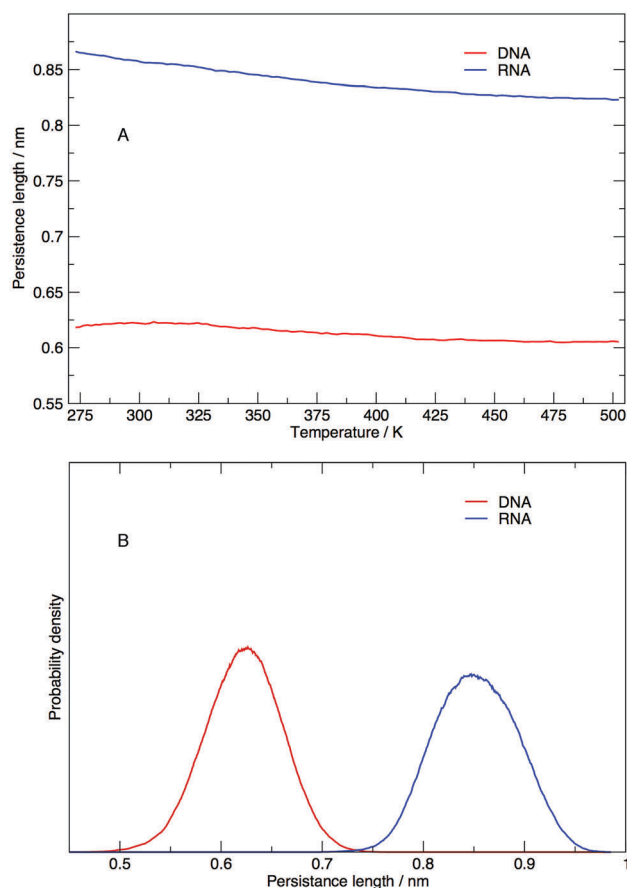 DNA
RNA
A
0.85
0.8
0.85
0.7
0.65
0.6
0.55
Persistence length / nm
275 300 325 350 375 400 425 450 475 500
Temperature / K
DNA
RNA
B
Probability density
0.5 0.6 0.7 0.8 0.9 1
Persistance length / nm